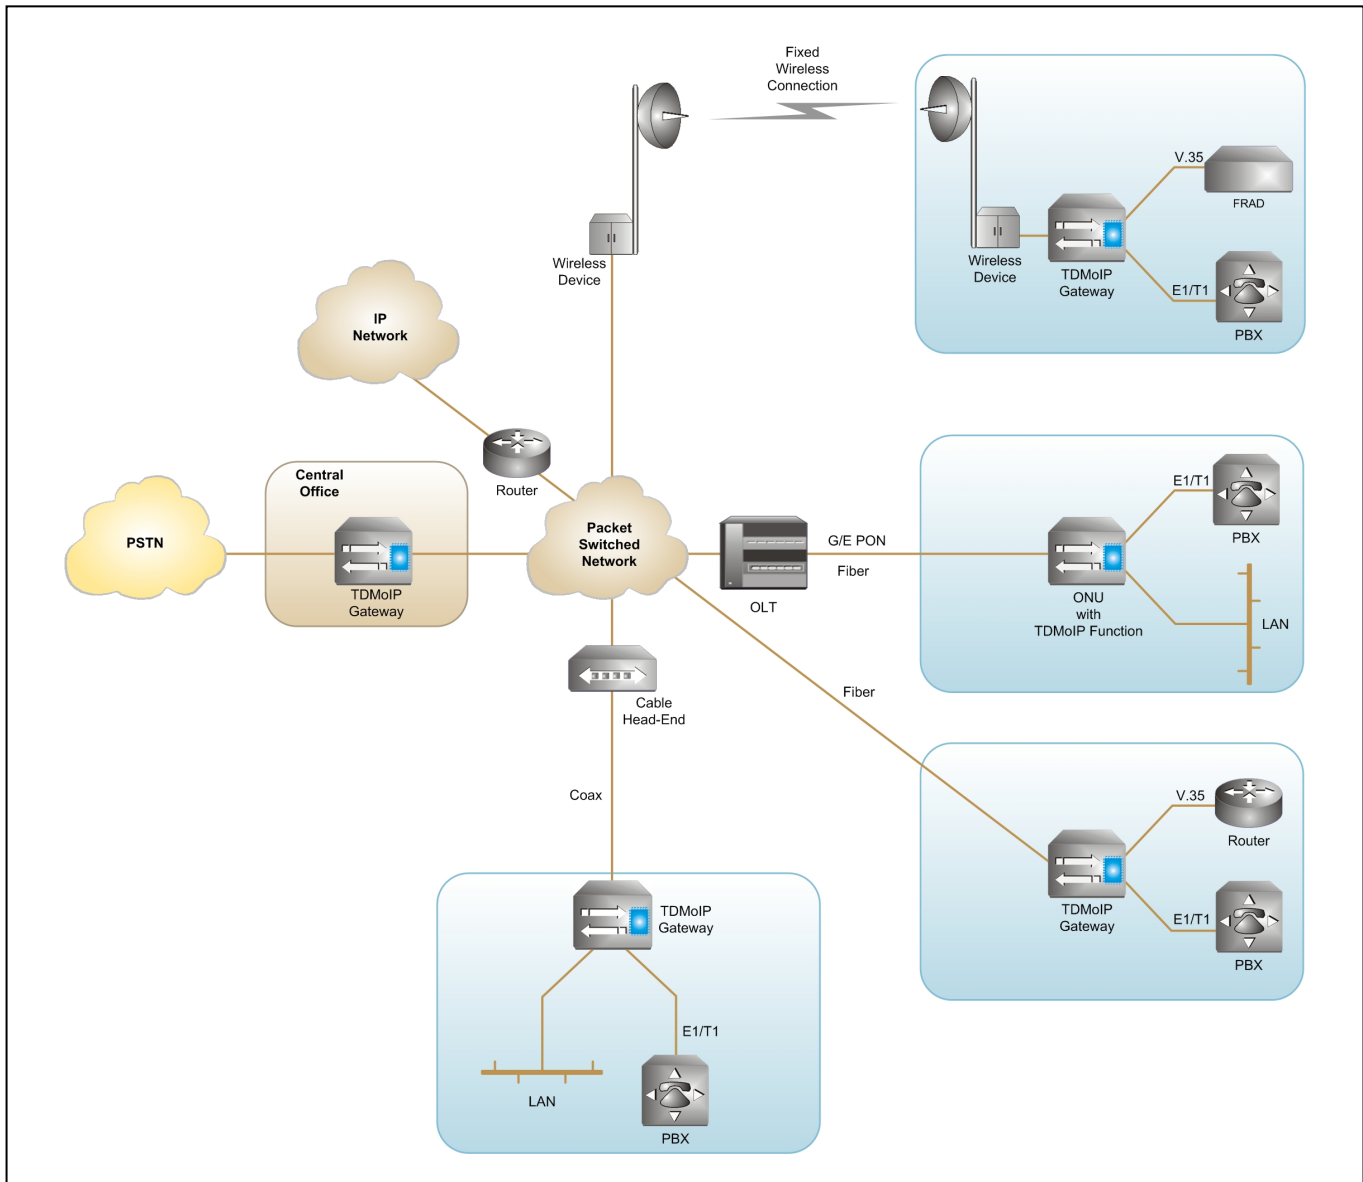 Fixed
Wireless
Connection
V.35
FRAD
Wireless
Device
Wireless
Device
TDMoIP
Gateway
E1/T1
PBX
IP
Network
Router
Central
Office
PSTN
TDMoIP
Gateway
Packet
Switched
Network
OLT
G/E PON
Fiber
E1/T1
PBX
ONU
with
TDMoIP Function
LAN
Cable
Head-End
Fiber
Coax
V.35
Router
TDMoIP
Gateway
E1/T1
PBX
TDMoIP
Gateway
E1/T1
LAN
PBX